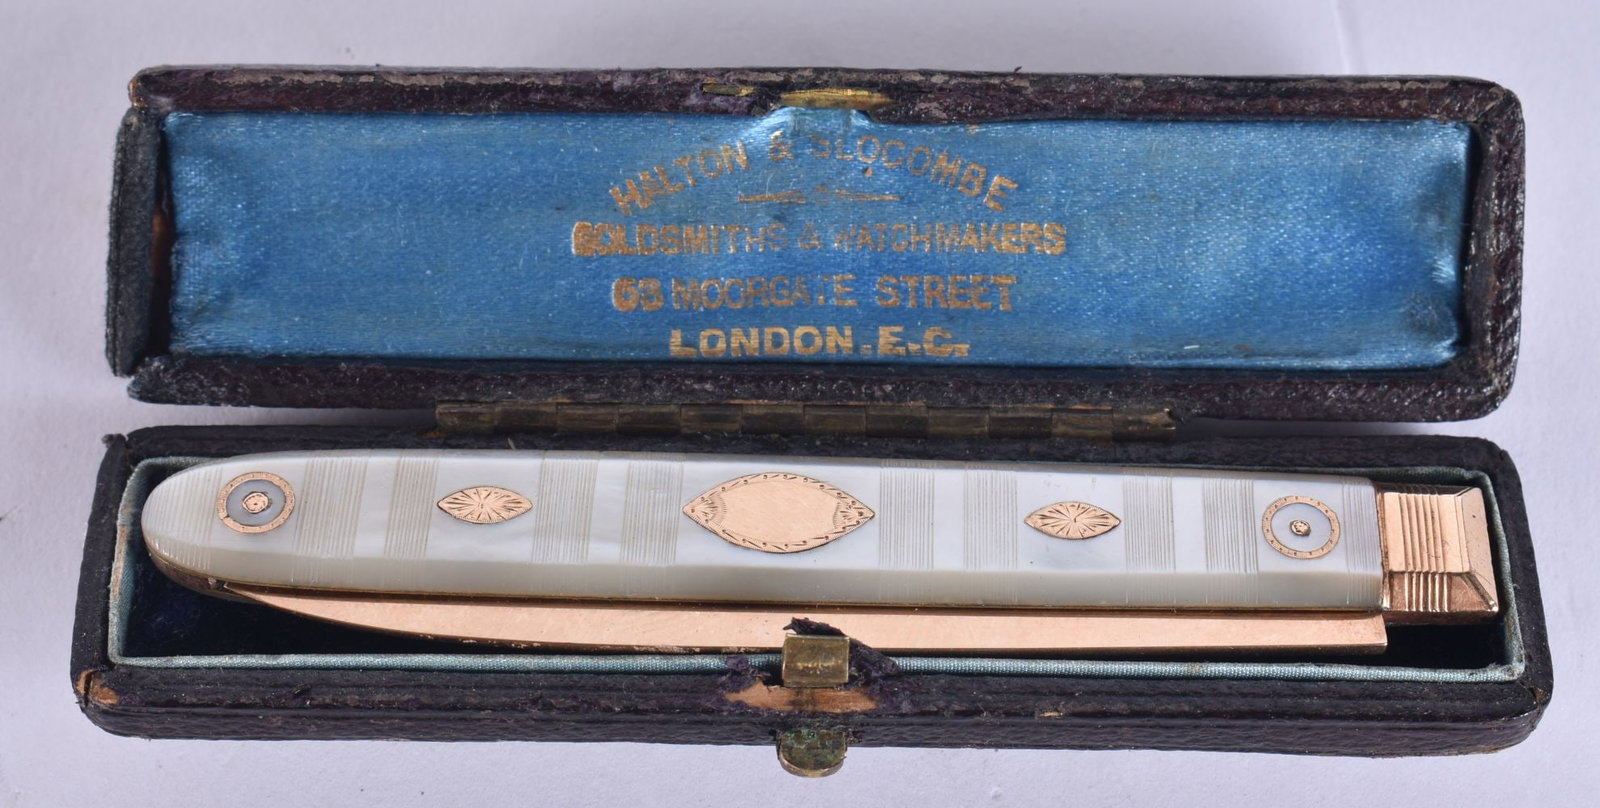 HALTON & SLOCOMBE
GOLDSMITHS & WATCHMAKERS
63 MOORGATE STREET
LONDON.E.C.